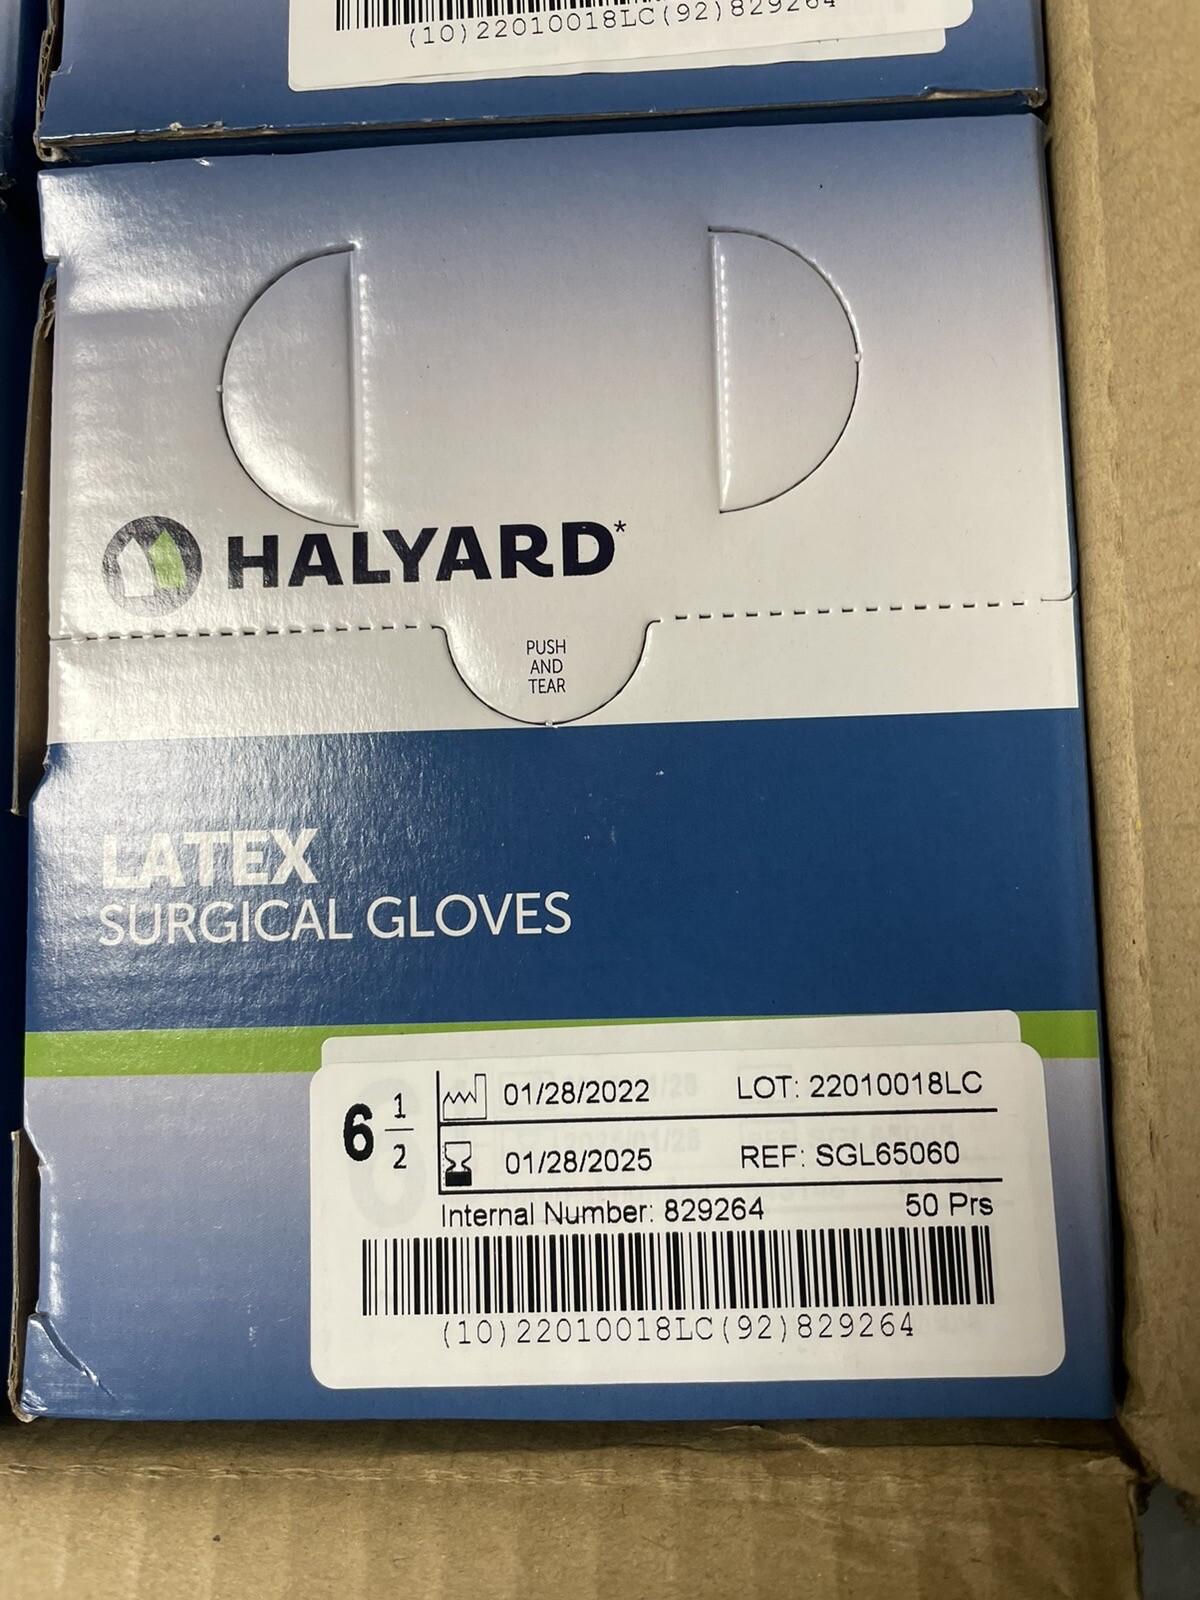 (10)22010018LC(92)829264
HALYARD*
PUSH
AND
TEAR
LATEX
SURGICAL GLOVES
6 1/2
01/28/2022 LOT: 22010018LC
01/28/2025 REF: SGL65060
Internal Number: 829264 50 Prs
(10)22010018LC(92)829264